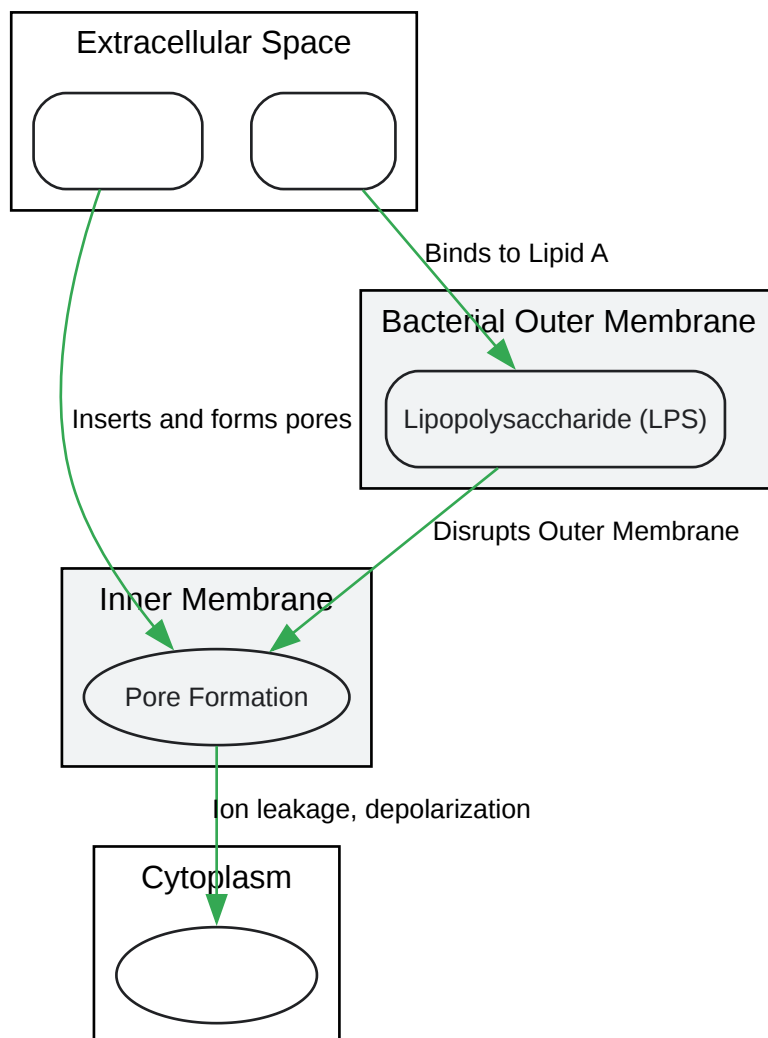 Extracellular Space
Binds to Lipid A
Bacterial Outer Membrane
Lipopolysaccharide (LPS)
Inserts and forms pores
Disrupts Outer Membrane
Inner Membrane
Pore Formation
Ion leakage, depolarization
Cytoplasm